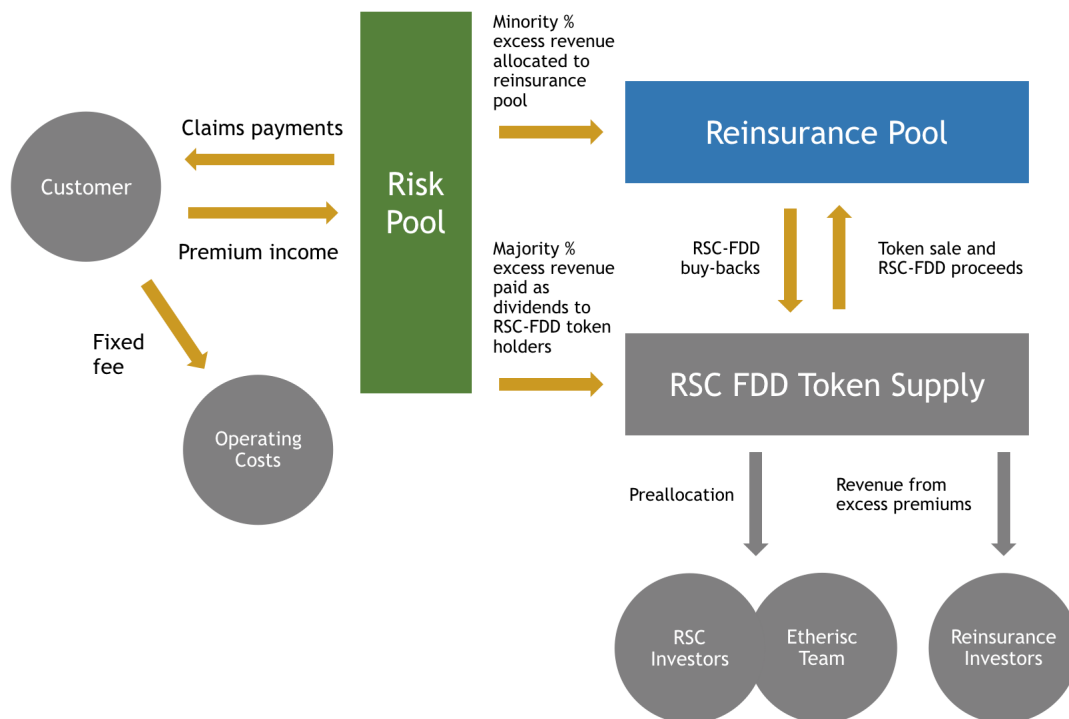 Minority %
excess revenue
allocated to
reinsurance
pool
Claims payments
Reinsurance Pool
Customer
Risk
Pool
Premium income
Majority %
excess revenue
paid as
dividends to
RSC-FDD token
holders
RSC-FDD
buy-backs
Token sale and
RSC-FDD proceeds
Fixed
fee
RSC FDD Token Supply
Operating
Costs
Preallocation
Revenue from
excess premiums
RSC
Investors
Etherisc
Team
Reinsurance
Investors